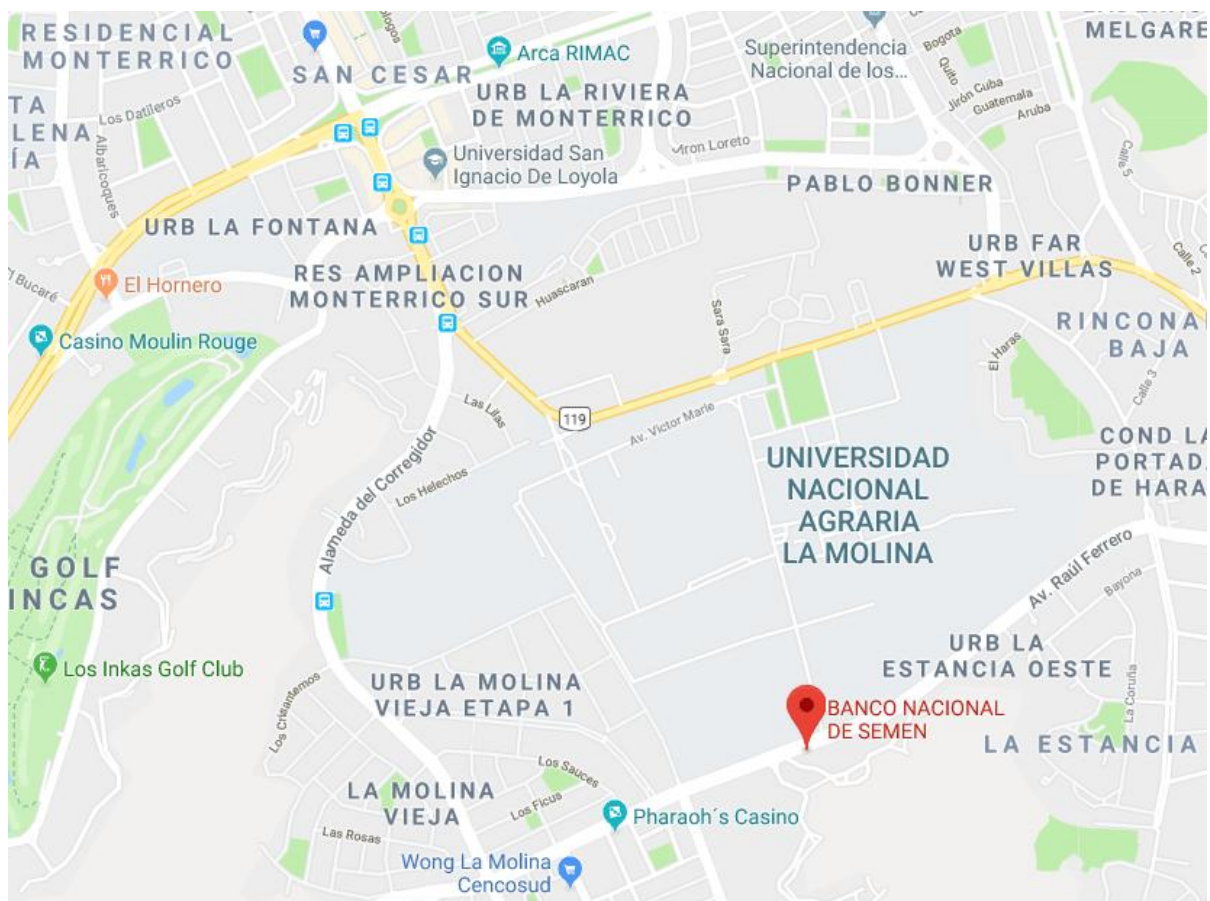 RESIDENCIAL
MONTERRICO
SAN CESAR
Arca RIMAC
Superintendencia
Nacional de los...
Bogota
Quito
MELGARE
Jirón Cuba
Guatemala
Aruba
URB LA RIVIERA
DE MONTERRICO
Los Datileros
Albaricoques
TA
LENA
ÍA
Universidad San
Ignacio De Loyola
Loreto
PABLO BONNER
Calle 5
Calle 2
URB LA FONTANA
URB FAR
WEST VILLAS
RES AMPLIACION
MONTERRICO SUR
Huascaran
Sara Sara
El Bucaré
El Hornero
Casino Moulin Rouge
RINCONA
BAJA
El Haras
Calle 3
Las Lilas
119
Av. Victor Marie
Alameda del Corregidor
Los Helechos
UNIVERSIDAD
NACIONAL
AGRARIA
LA MOLINA
COND LA
PORTADA
DE HARA
GOLF
INCAS
Av. Raúl Ferrero
Bayona
Los Inkas Golf Club
Los Crisantemos
URB LA MOLINA
VIEJA ETAPA 1
URB LA
ESTANCIA OESTE
La Coruña
BANCO NACIONAL
DE SEMEN
LA ESTANCIA
Los Sauces
Los Ficus
LA MOLINA
VIEJA
Las Rosas
Pharaoh´s Casino
Wong La Molina
Cencosud